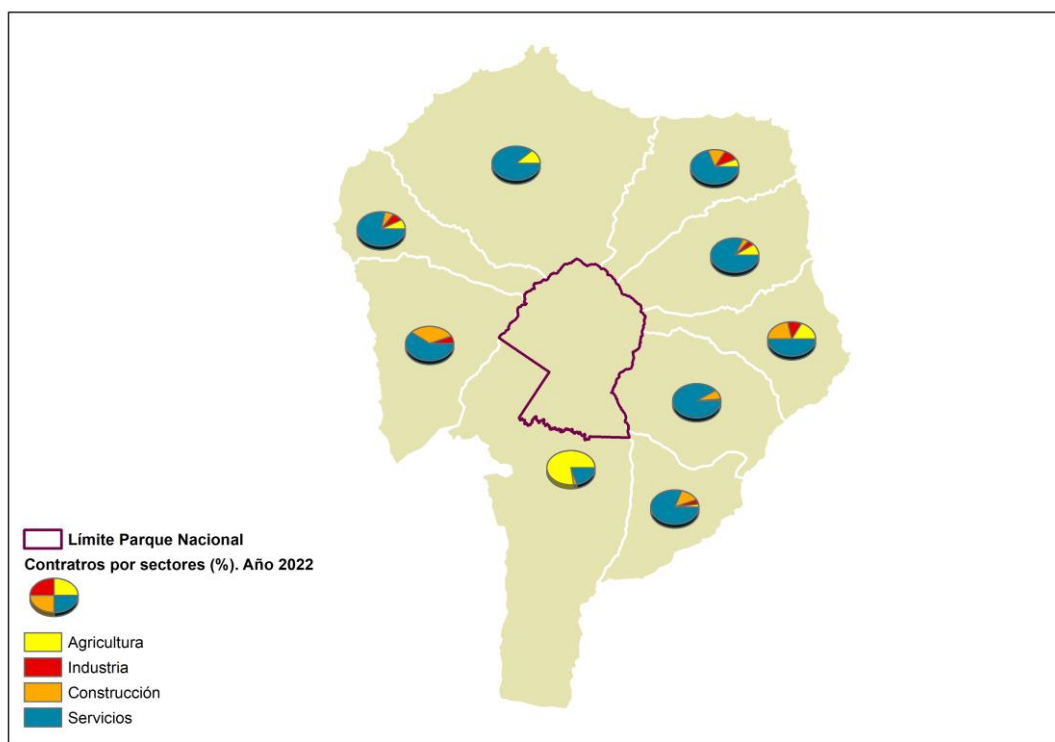 Límite Parque Nacional
Contratros por sectores (%). Año 2022
Agricultura
Industria
Construcción
Servicios